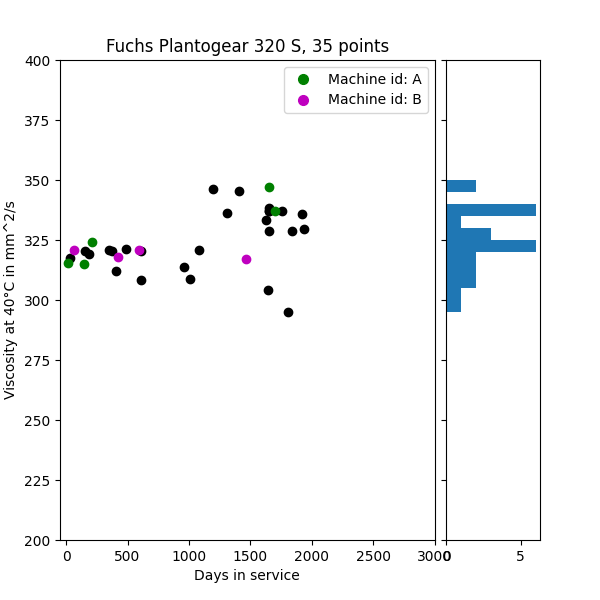 Fuchs Plantogear 320 S, 35 points
Machine id: A
Machine id: B
400
375
350
325
300
275
250
225
200
Viscosity at 40°C in mm^2/s
0 500 1000 1500 2000 2500 3000
0 5
Days in service